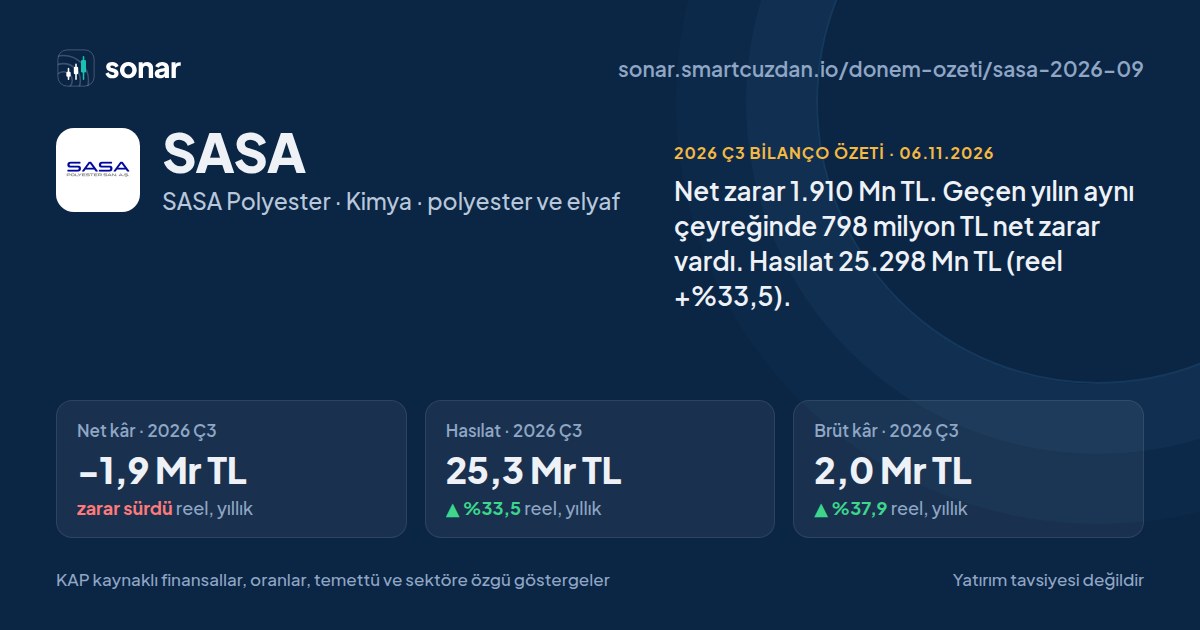 sonar
sonar.smartcuzdan.io/donem-ozeti/sasa-2026-09
SASA
POLYESTER SAN. A.Ş.
SASA
SASA Polyester · Kimya · polyester ve elyaf
2026 Ç3 BİLANÇO ÖZETİ · 06.11.2026
Net zarar 1.910 Mn TL. Geçen yılın aynı
çeyreğinde 798 milyon TL net zarar
vardı. Hasılat 25.298 Mn TL (reel
+%33,5).
Net kâr · 2026 Ç3
−1,9 Mr TL
zarar sürdü reel, yıllık
Hasılat · 2026 Ç3
25,3 Mr TL
▲ %33,5 reel, yıllık
Brüt kâr · 2026 Ç3
2,0 Mr TL
▲ %37,9 reel, yıllık
KAP kaynaklı finansallar, oranlar, temettü ve sektöre özgü göstergeler
Yatırım tavsiyesi değildir